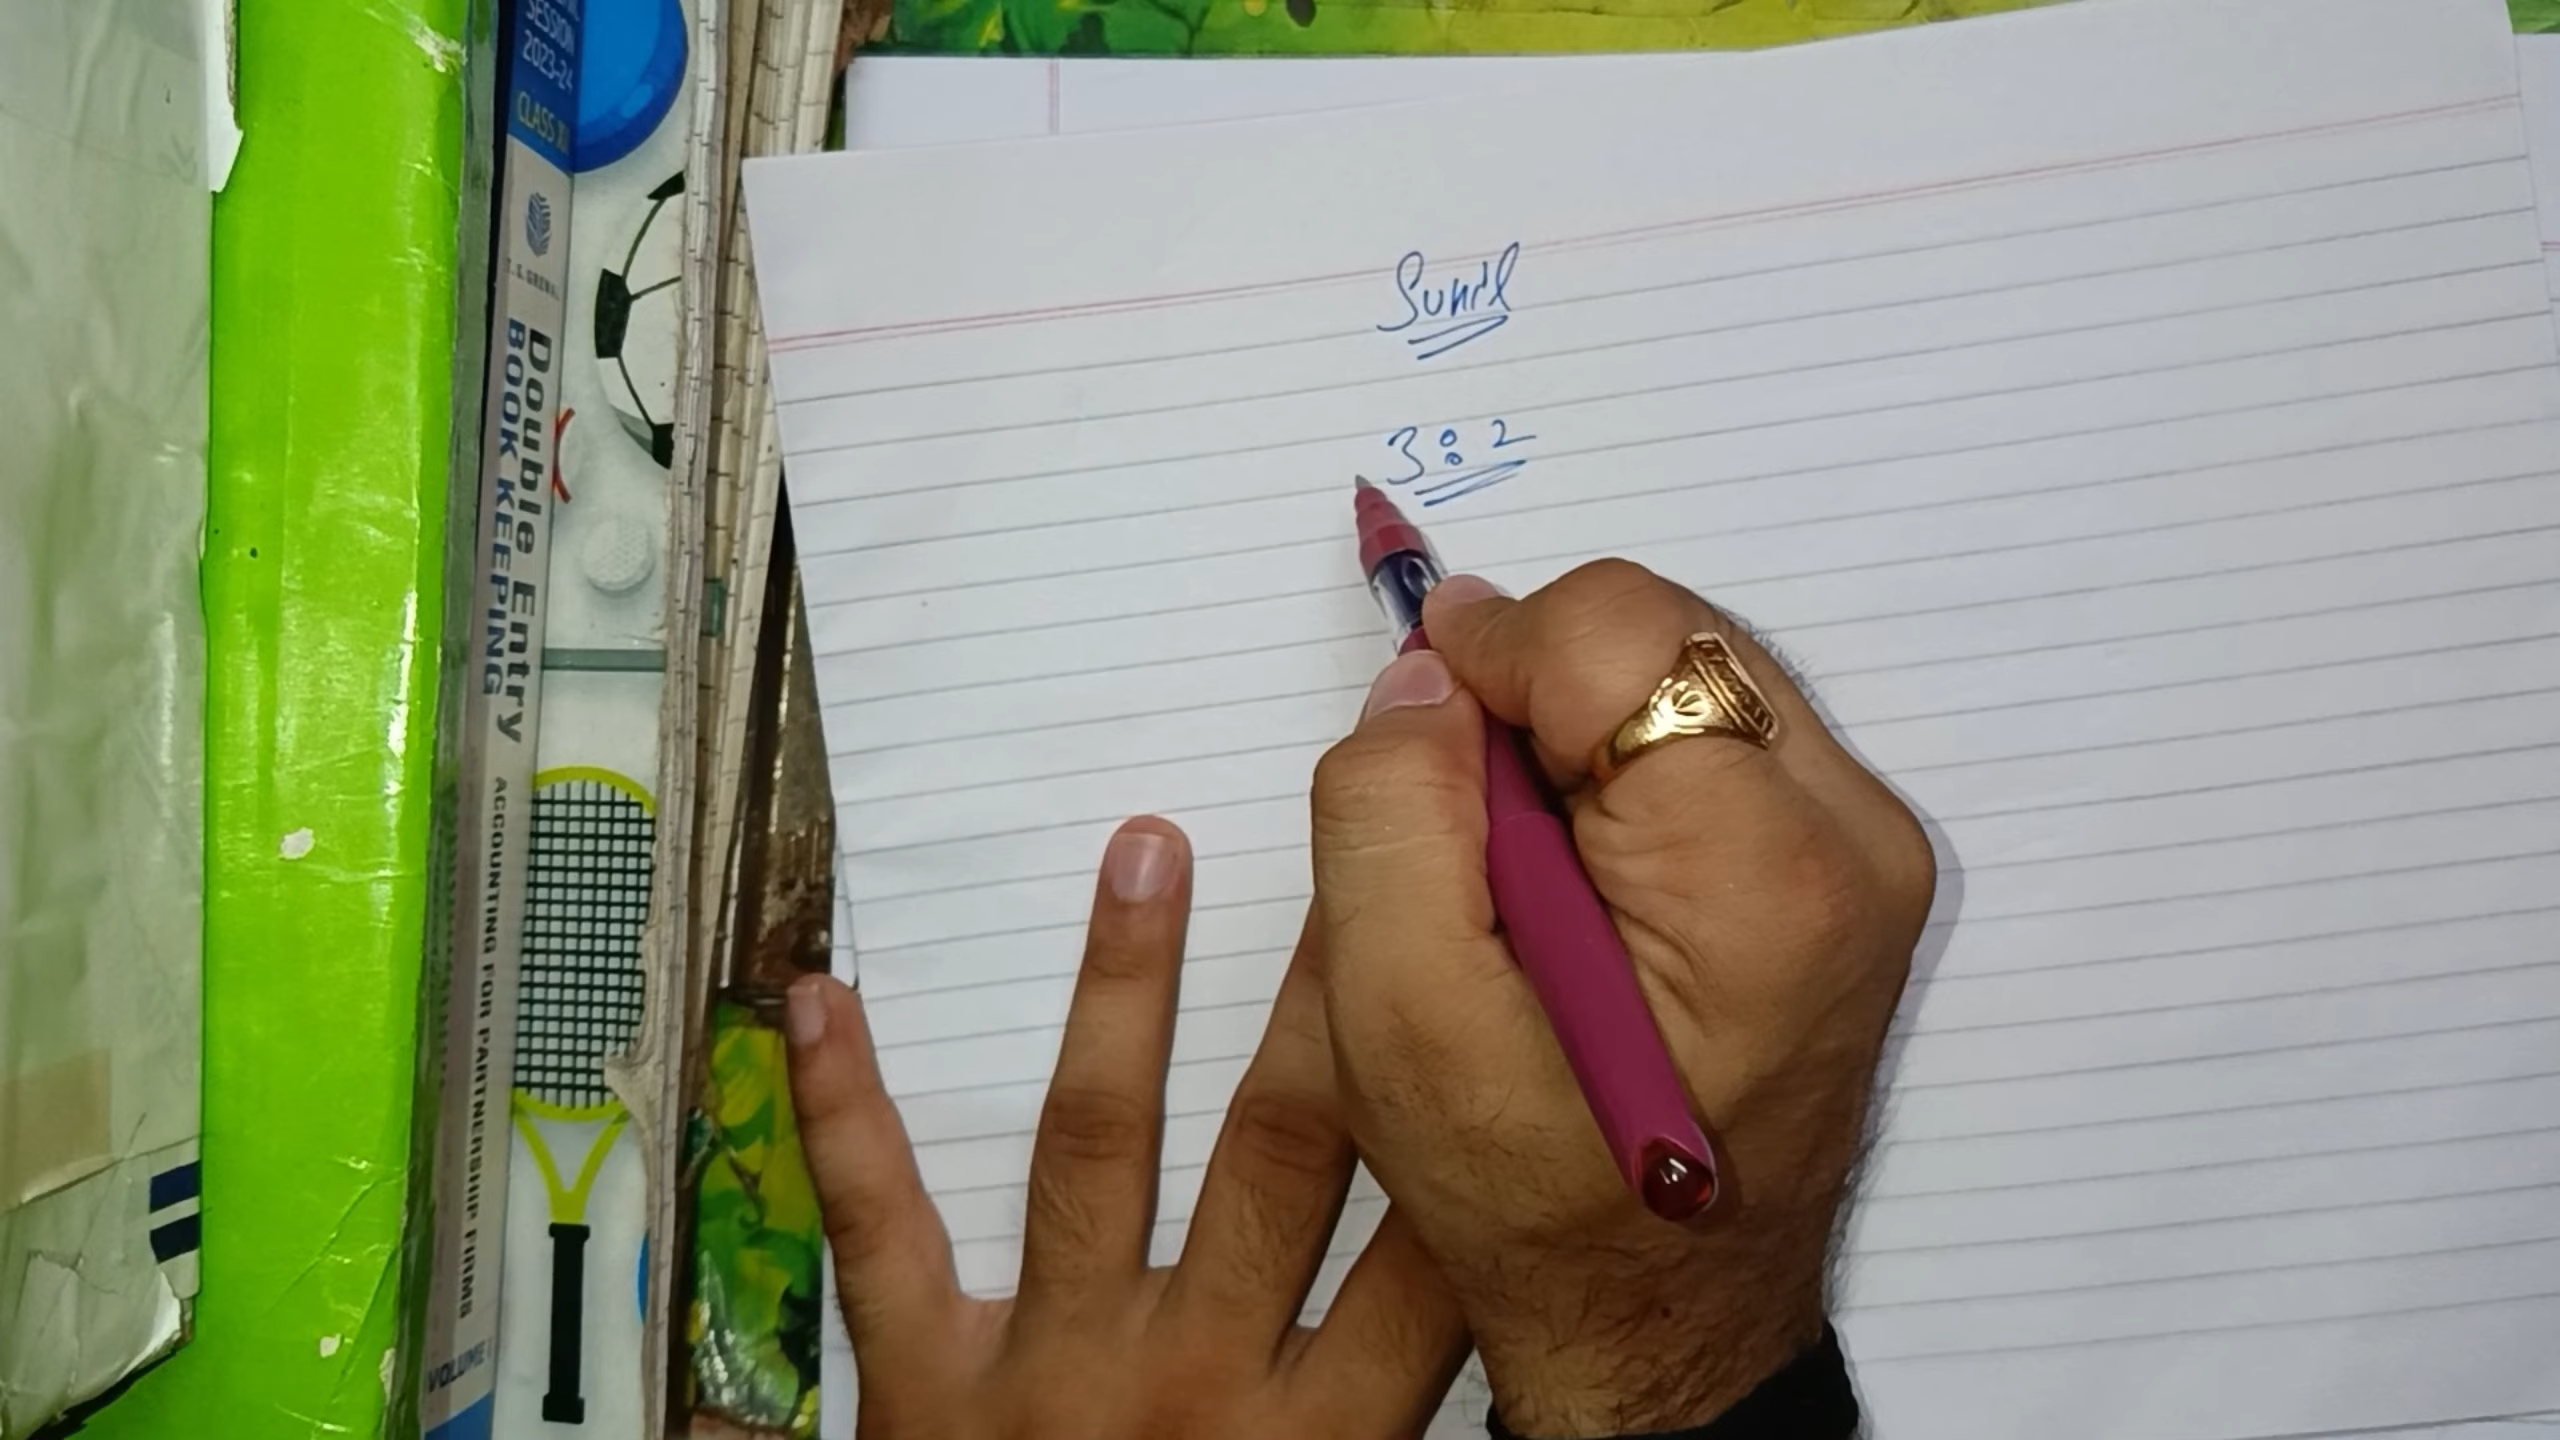 SESSION
2023-24
CLASS XII
T.S. GREWAL
Double Entry
BOOK KEEPING
ACCOUNTING FOR PARTNERSHIP FIRMS
VOLUME I
Sunil
3:2